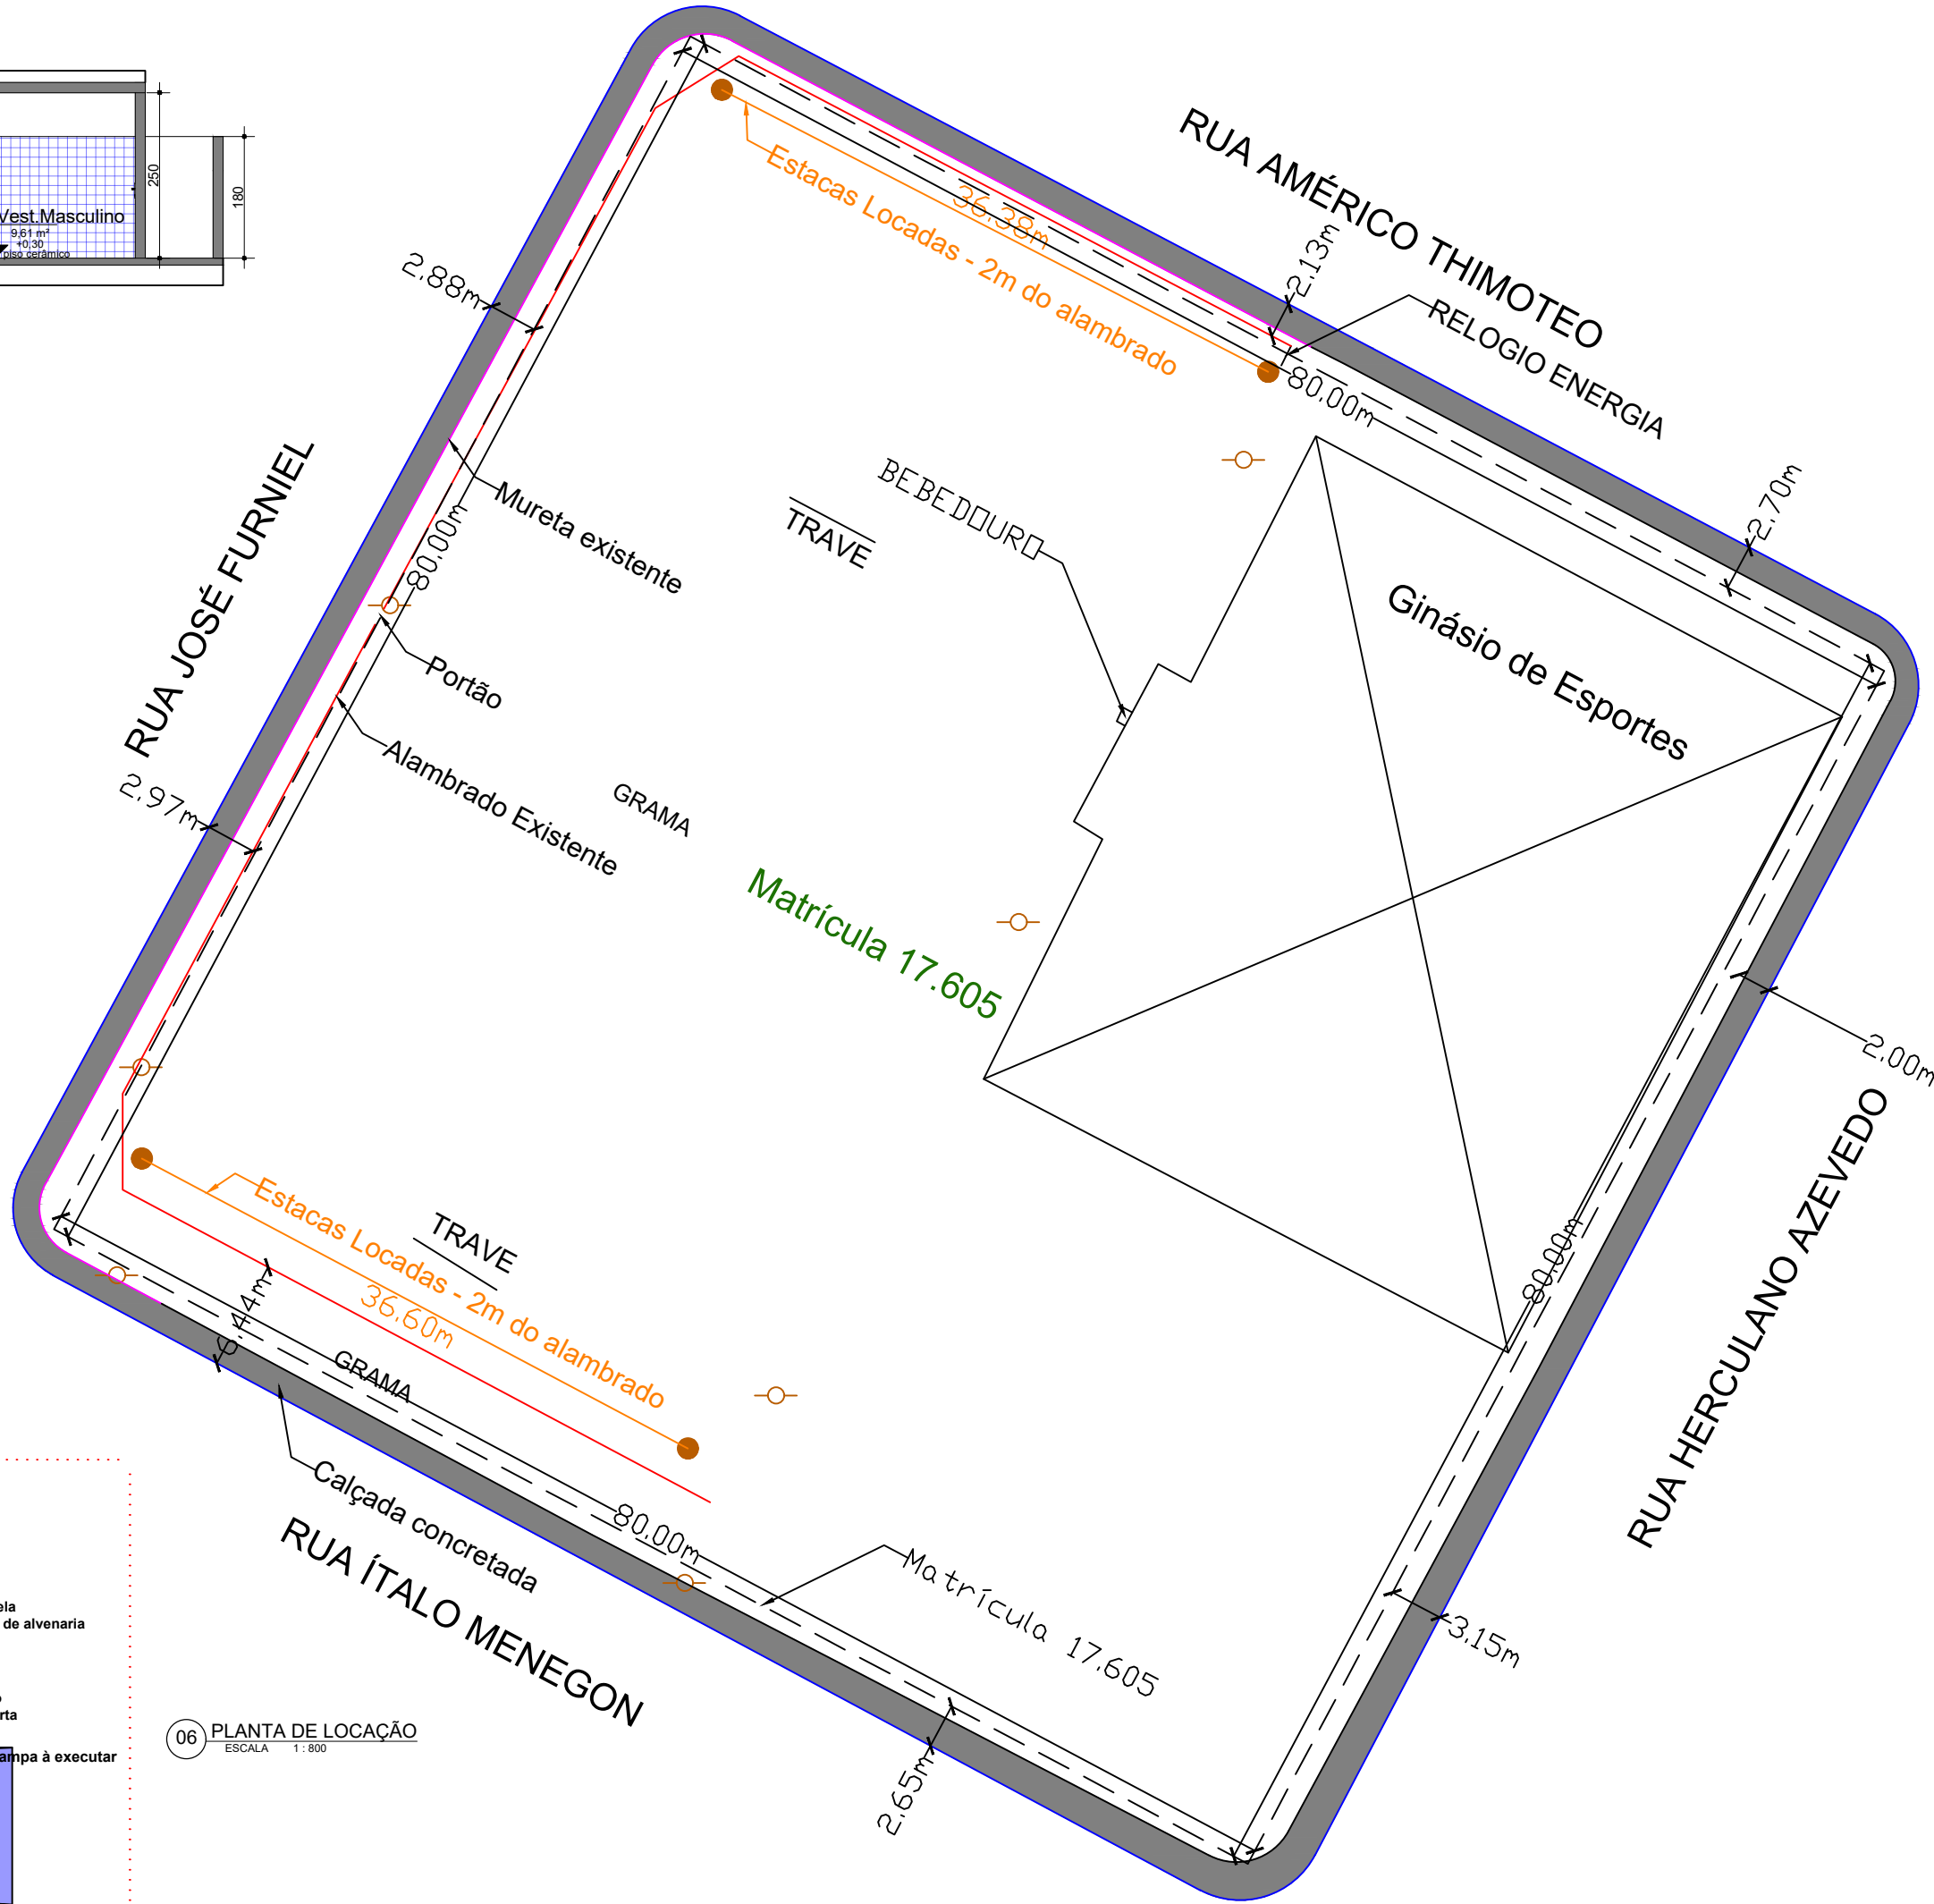 250
180
Vest.Masculino
9,61 m²
+0,30
piso cerâmico
RUA AMÉRICO THIMOTEO
Estacas Locadas - 2m do alambrado
36.38m
2.13m
RELOGIO ENERGIA
80.00m
2.88m
2.70m
BEBEDOURO
TRAVE
Mureta existente
80.00m
RUA JOSÉ FURNIEL
Ginásio de Esportes
Portão
Alambrado Existente
2.97m
GRAMA
Matrícula 17.605
2.00m
RUA HERCULANO AZEVEDO
80.00m
Estacas Locadas - 2m do alambrado
TRAVE
36.60m
GRAMA
Calçada concretada
RUA ÍTALO MENEGON
80.00m
Matrícula 17.605
3.15m
2.65m
de alvenaria
06
PLANTA DE LOCAÇÃO
ESCALA 1 : 800
à executar